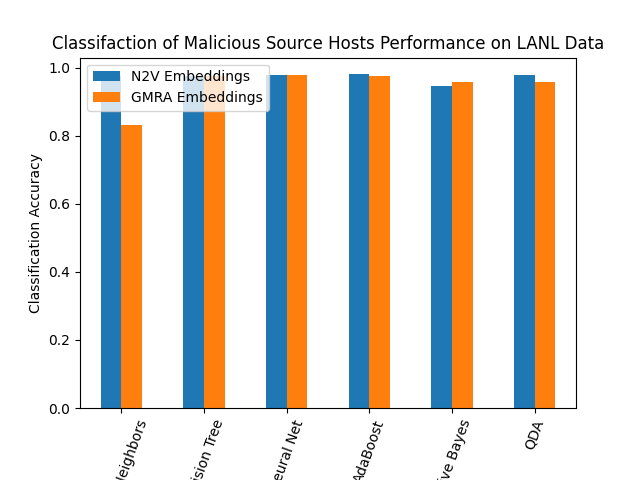 Classifaction of Malicious Source Hosts Performance on LANL Data
N2V Embeddings
GMRA Embeddings
Classification Accuracy
1.0
0.8
0.6
0.4
0.2
0.0
Neighbors
ision Tree
eural Net
AdaBoost
ive Bayes
QDA